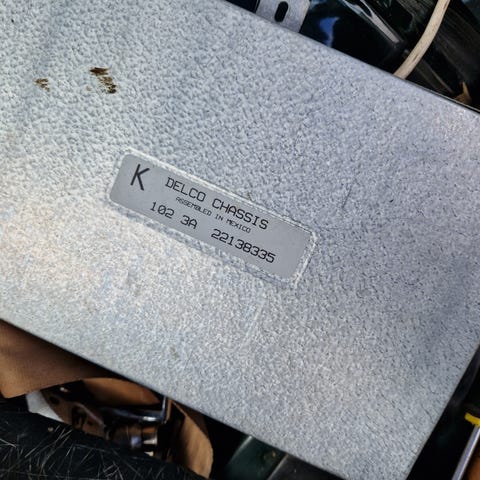 K
DELCO CHASSIS
ASSEMBLED IN MEXICO
102 3A 22138335